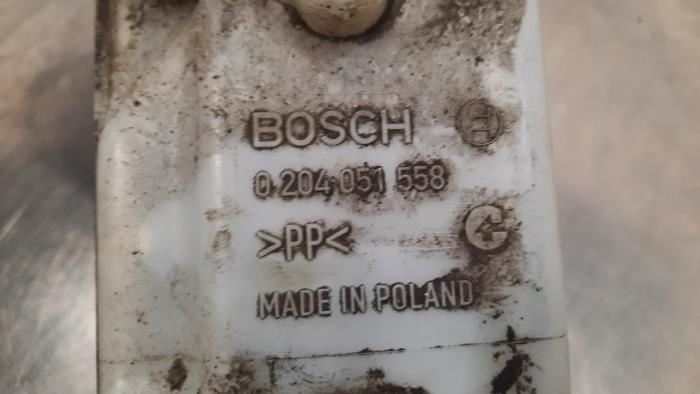 BOSCH
0 204 051 558
>PP<
MADE IN POLAND